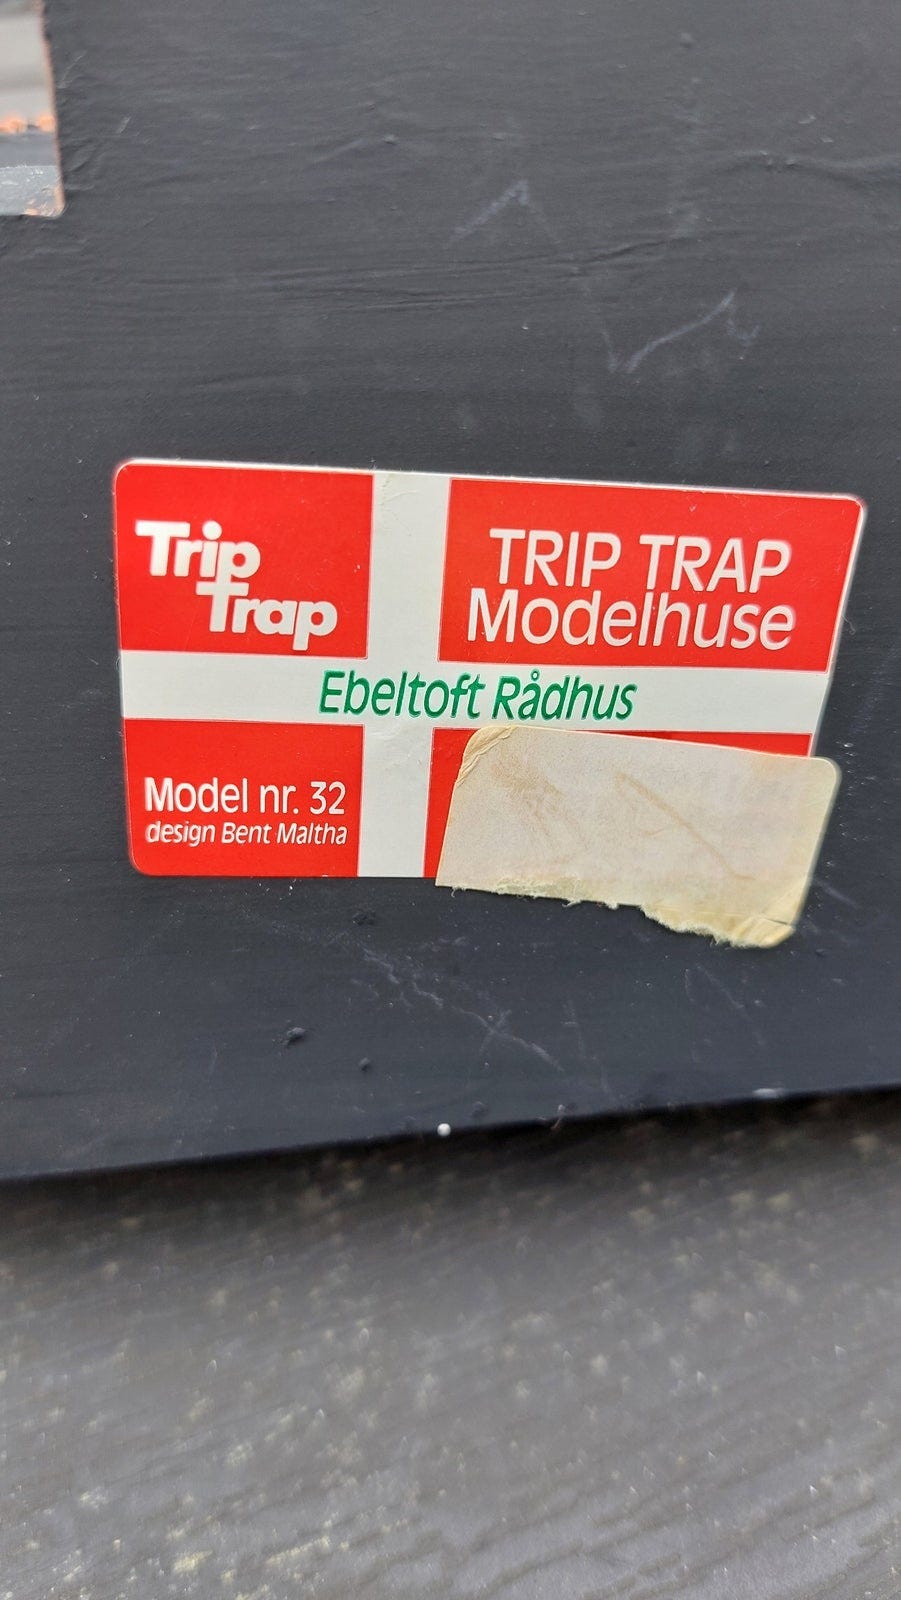 Trip
Trap
TRIP TRAP
Modelhuse
Ebeltoft Rådhus
Model nr. 32
design Bent Maltha